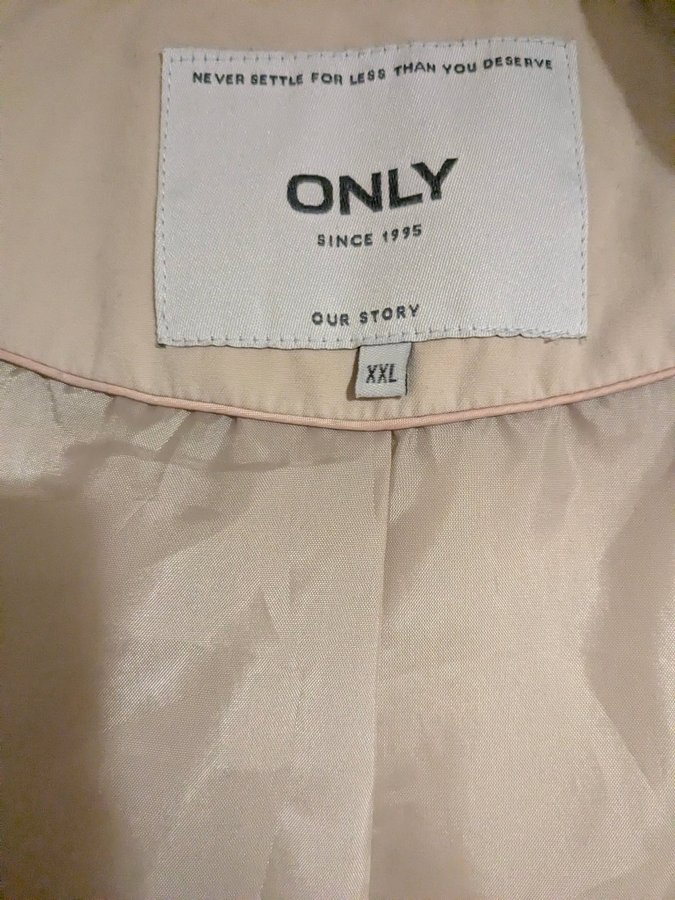 NEVER SETTLE FOR LESS THAN YOU DESERVE
ONLY
SINCE 1995
OUR STORY
XXL